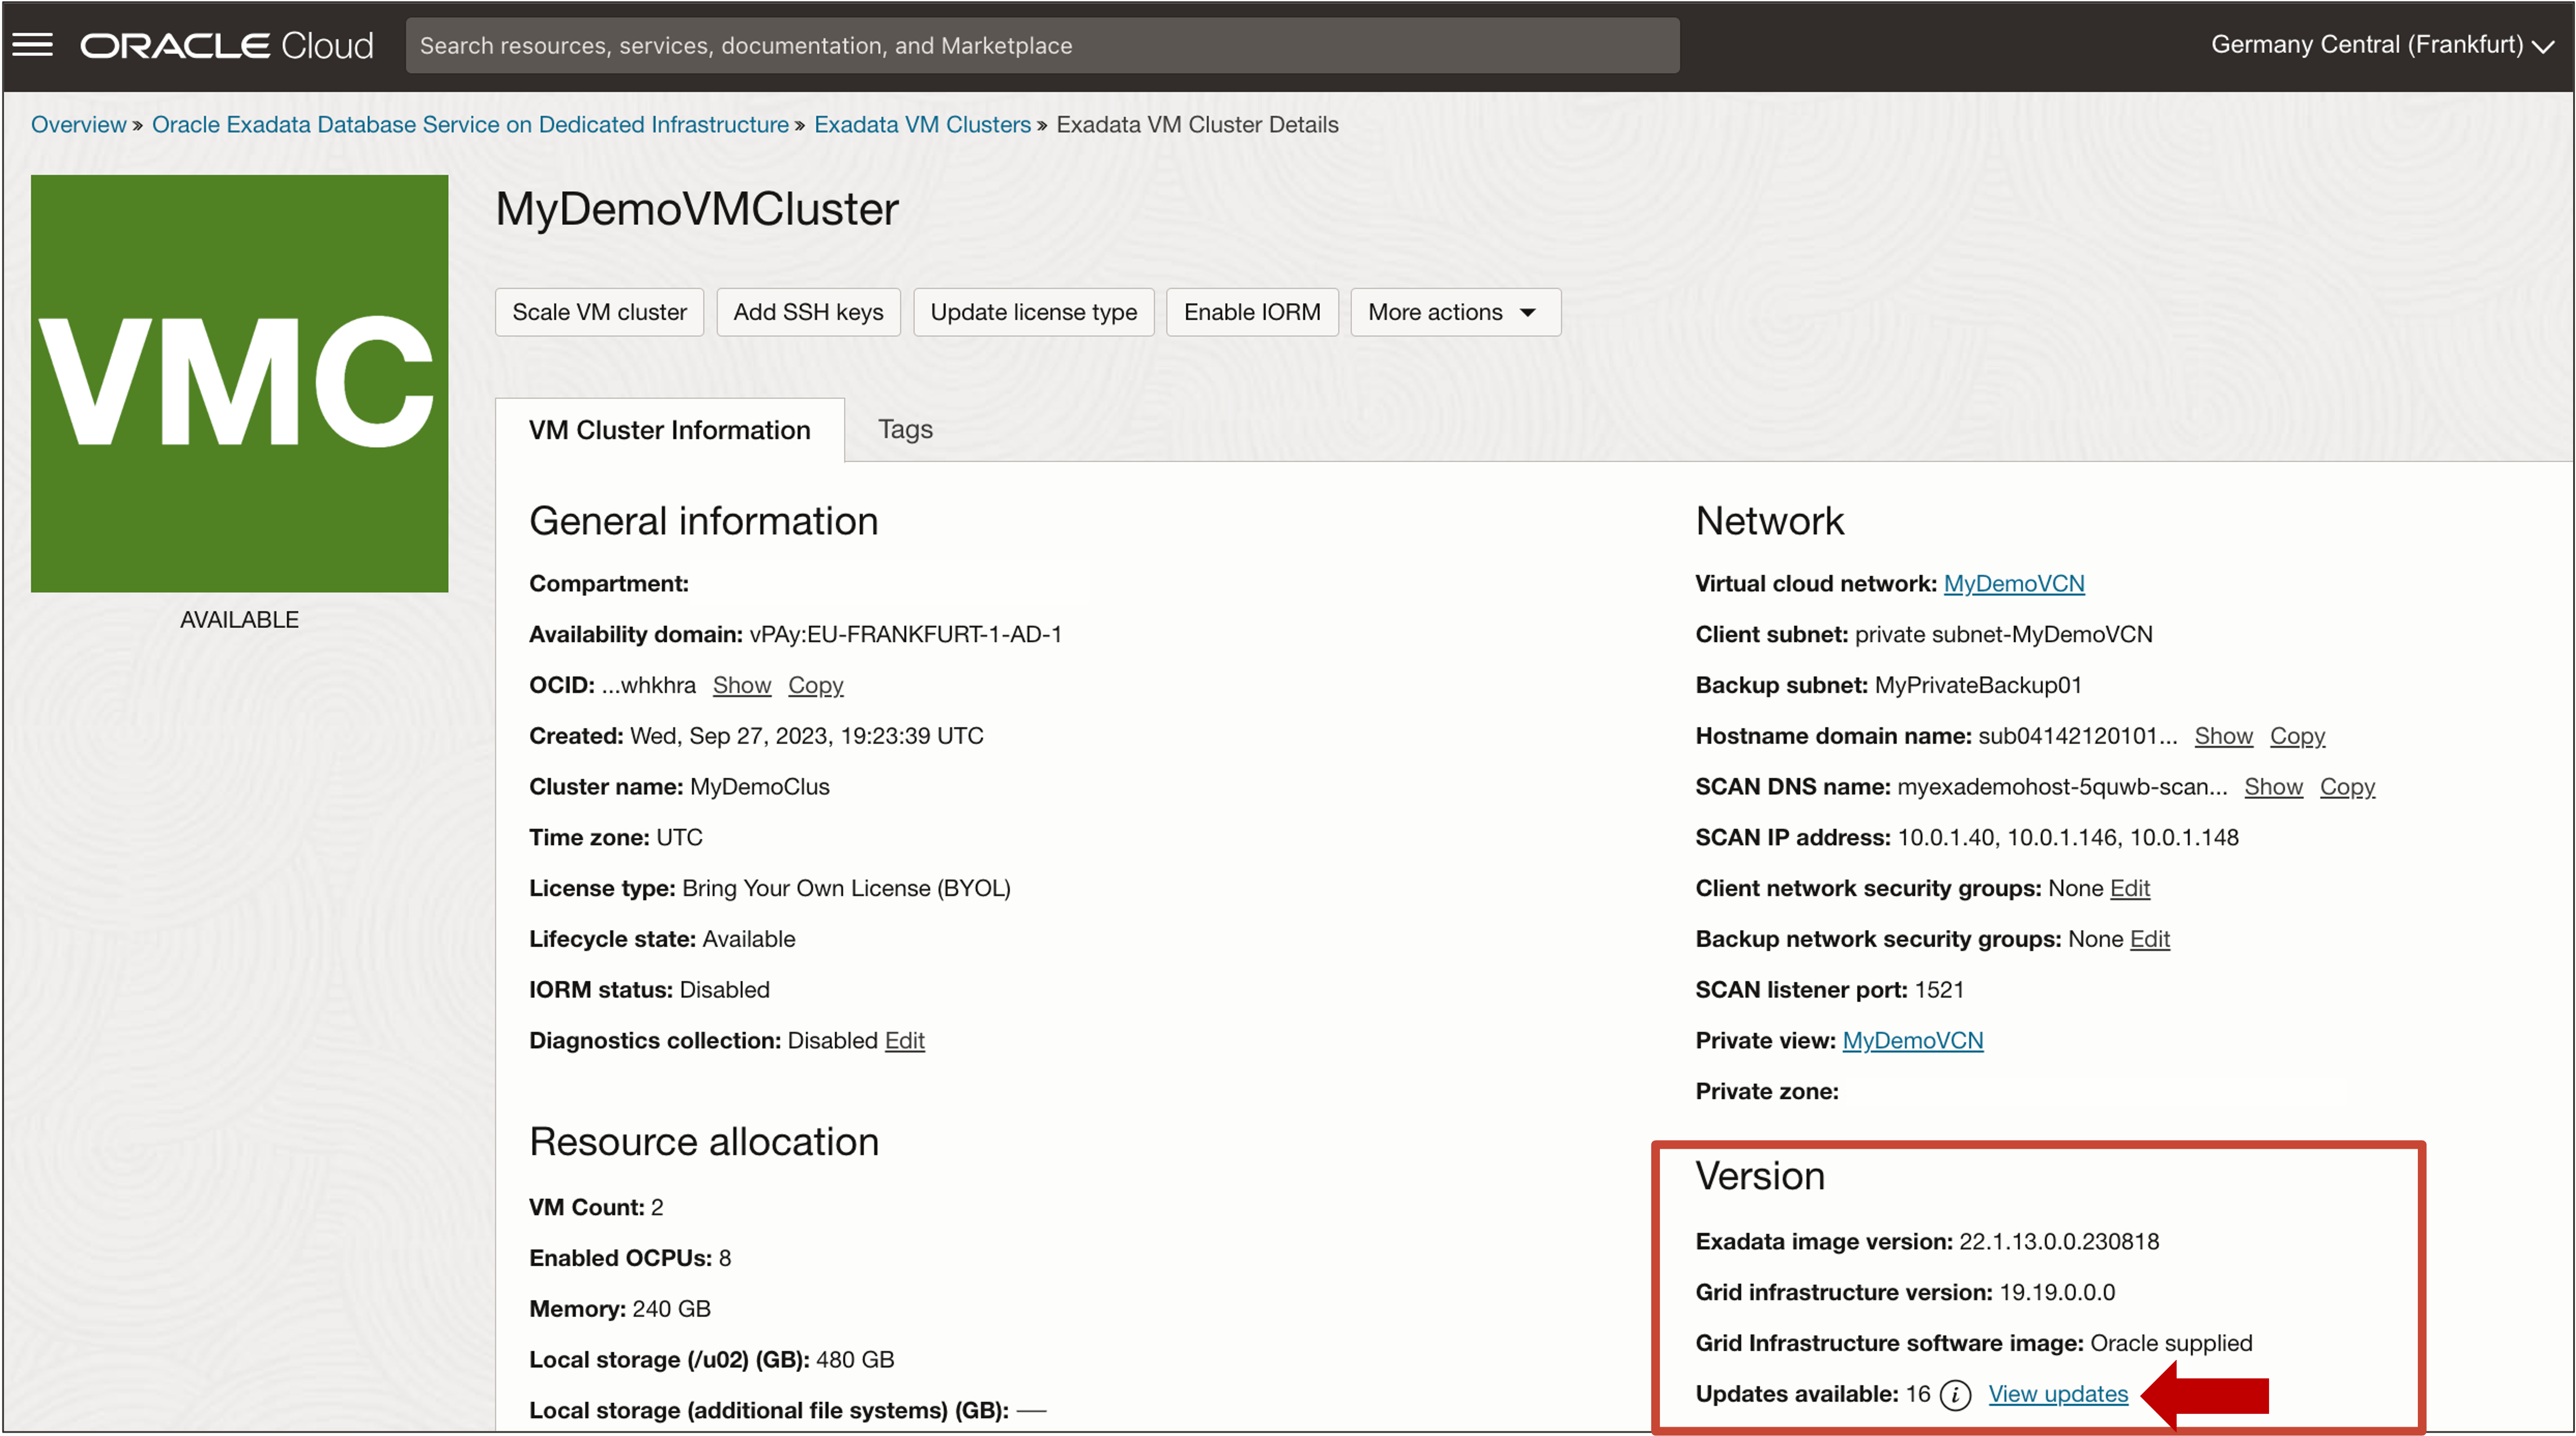 ORACLE Cloud
Search resources, services, documentation, and Marketplace
Germany Central (Frankfurt)
Overview » Oracle Exadata Database Service on Dedicated Infrastructure » Exadata VM Clusters » Exadata VM Cluster Details
VMC
AVAILABLE
MyDemoVMCluster
Scale VM cluster
Add SSH keys
Update license type
Enable IORM
More actions
VM Cluster Information
Tags
General information
Compartment:
Availability domain: vPAy:EU-FRANKFURT-1-AD-1
OCID: ...whkhra Show Copy
Created: Wed, Sep 27, 2023, 19:23:39 UTC
Cluster name: MyDemoClus
Time zone: UTC
License type: Bring Your Own License (BYOL)
Lifecycle state: Available
IORM status: Disabled
Diagnostics collection: Disabled Edit
Resource allocation
VM Count: 2
Enabled OCPUs: 8
Memory: 240 GB
Local storage (/u02) (GB): 480 GB
Local storage (additional file systems) (GB): —
Network
Virtual cloud network: MyDemoVCN
Client subnet: private subnet-MyDemoVCN
Backup subnet: MyPrivateBackup01
Hostname domain name: sub04142120101... Show Copy
SCAN DNS name: myexademohost-5quwb-scan... Show Copy
SCAN IP address: 10.0.1.40, 10.0.1.146, 10.0.1.148
Client network security groups: None Edit
Backup network security groups: None Edit
SCAN listener port: 1521
Private view: MyDemoVCN
Private zone:
Version
Exadata image version: 22.1.13.0.0.230818
Grid infrastructure version: 19.19.0.0.0
Grid Infrastructure software image: Oracle supplied
Updates available: 16 i View updates